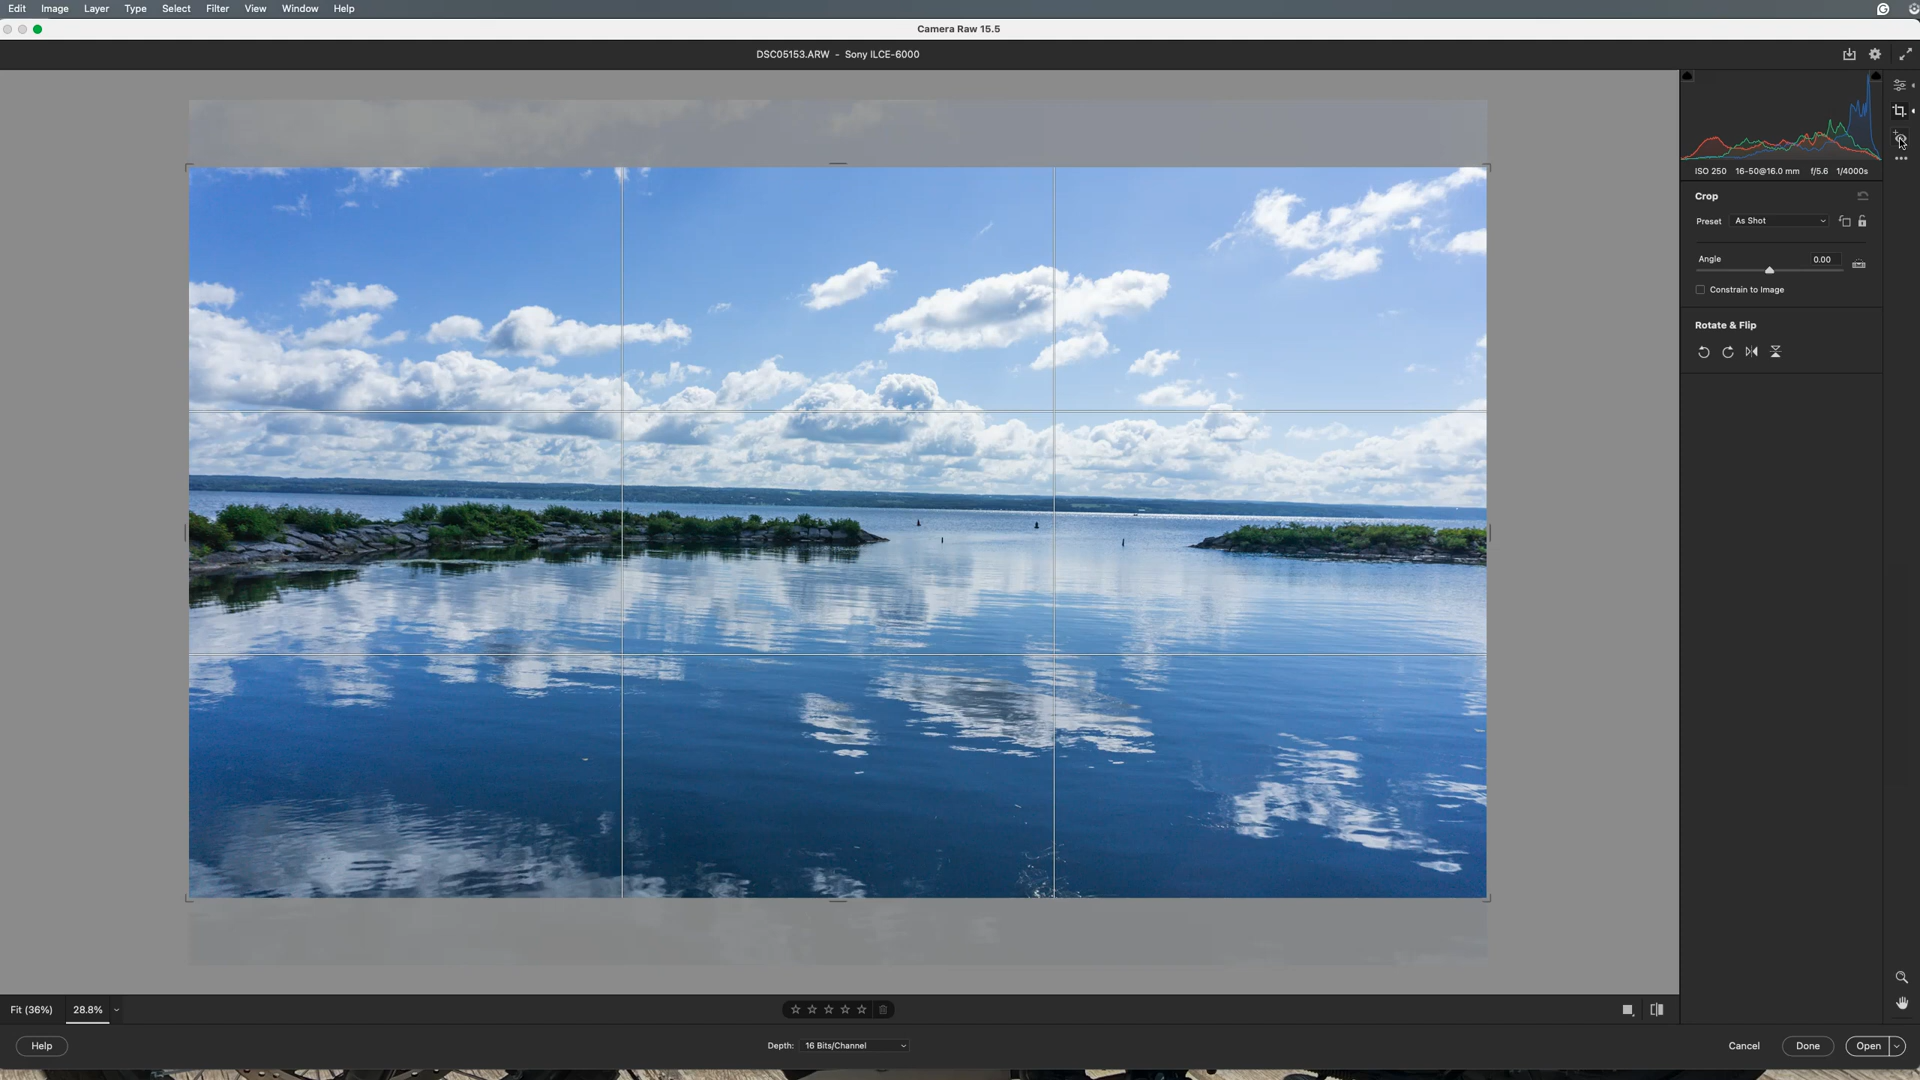 Edit Image Layer Type Select Filter View Window Help
Camera Raw 15.5
DSC05153.ARW - Sony ILCE-6000
ISO 250 16-50@16.0 mm f/5.6 1/4000s
Crop
Preset As Shot
Angle 0.00
Constrain to Image
Rotate & Flip
Fit (36%) 28.8%
Help Depth: 16 Bits/Channel Cancel Done Open